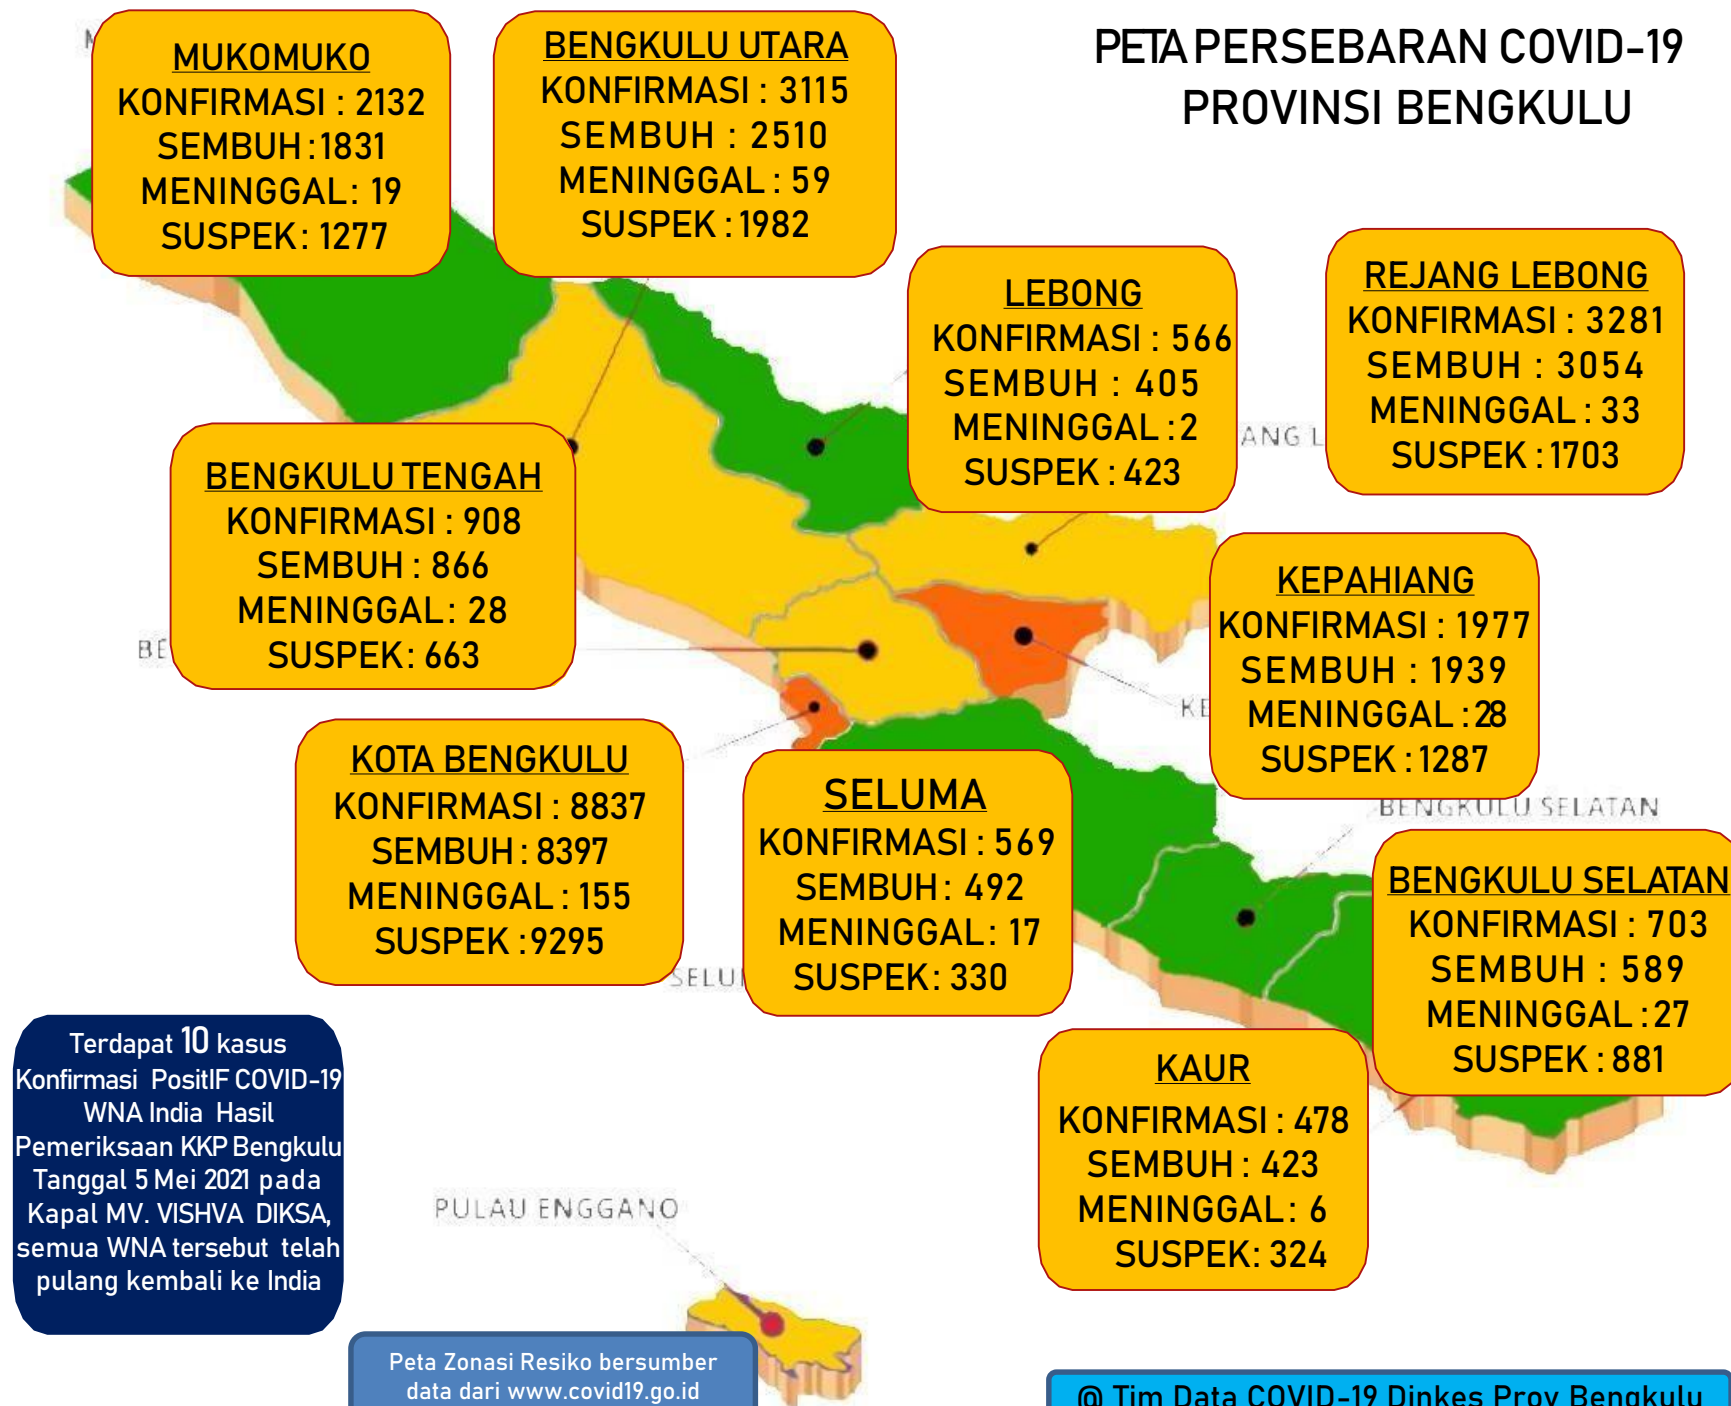 PETA PERSEBARAN COVID-19
PROVINSI BENGKULU
MUKOMUKO
KONFIRMASI : 2132
SEMBUH : 1831
MENINGGAL : 19
SUSPEK : 1277
BENGKULU UTARA
KONFIRMASI : 3115
SEMBUH : 2510
MENINGGAL : 59
SUSPEK : 1982
LEBONG
KONFIRMASI : 566
SEMBUH : 405
MENINGGAL : 2
SUSPEK : 423
REJANG LEBONG
KONFIRMASI : 3281
SEMBUH : 3054
MENINGGAL : 33
SUSPEK : 1703
BENGKULU TENGAH
KONFIRMASI : 908
SEMBUH : 866
MENINGGAL : 28
SUSPEK : 663
KEPAHIANG
KONFIRMASI : 1977
SEMBUH : 1939
MENINGGAL : 28
SUSPEK : 1287
KOTA BENGKULU
KONFIRMASI : 8837
SEMBUH : 8397
MENINGGAL : 155
SUSPEK : 9295
SELUMA
KONFIRMASI : 569
SEMBUH : 492
MENINGGAL : 17
SUSPEK : 330
BENGKULU SELATAN
BENGKULU SELATAN
KONFIRMASI : 703
SEMBUH : 589
MENINGGAL : 27
SUSPEK : 881
KAUR
KONFIRMASI : 478
SEMBUH : 423
MENINGGAL : 6
SUSPEK : 324
Terdapat 10 kasus
Konfirmasi PositIF COVID-19
WNA India Hasil
Pemeriksaan KKP Bengkulu
Tanggal 5 Mei 2021 pada
Kapal MV. VISHVA DIKSA,
semua WNA tersebut telah
pulang kembali ke India
PULAU ENGGANO
Peta Zonasi Resiko bersumber
data dari www.covid19.go.id
@ Tim Data COVID-19 Dinkes Prov Bengkulu